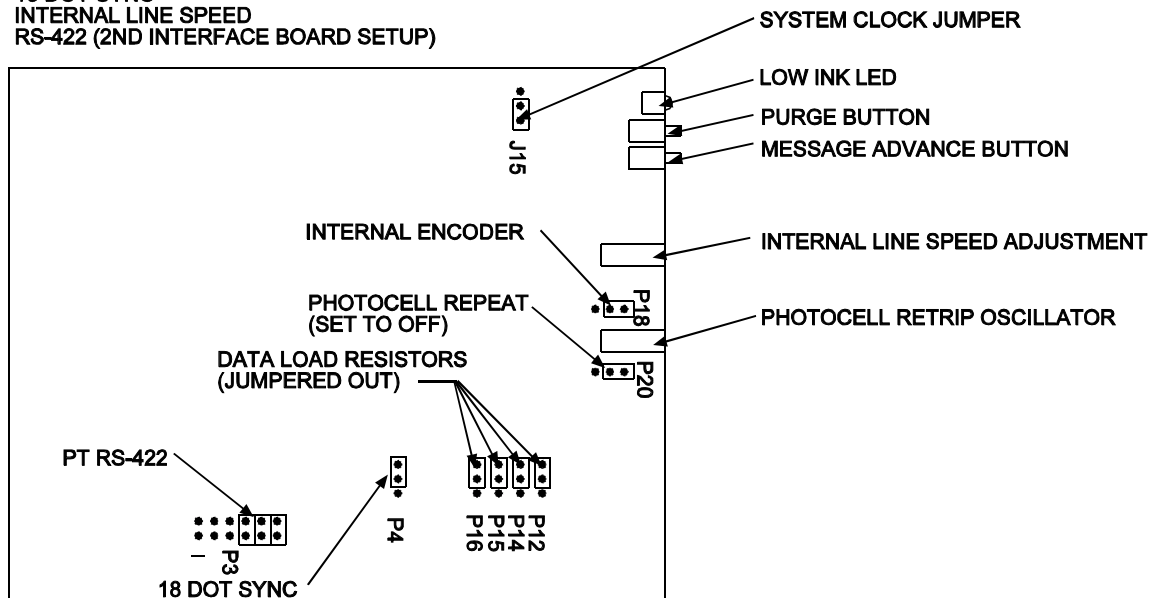 INTERNAL LINE SPEED
RS-422 (2ND INTERFACE BOARD SETUP)
SYSTEM CLOCK JUMPER
LOW INK LED
PURGE BUTTON
MESSAGE ADVANCE BUTTON
J15
INTERNAL ENCODER
INTERNAL LINE SPEED ADJUSTMENT
P18
PHOTOCELL REPEAT
(SET TO OFF)
PHOTOCELL RETRIP OSCILLATOR
P20
DATA LOAD RESISTORS
(JUMPERED OUT)
PT RS-422
P4
P16
P15
P14
P12
P3
18 DOT SYNC